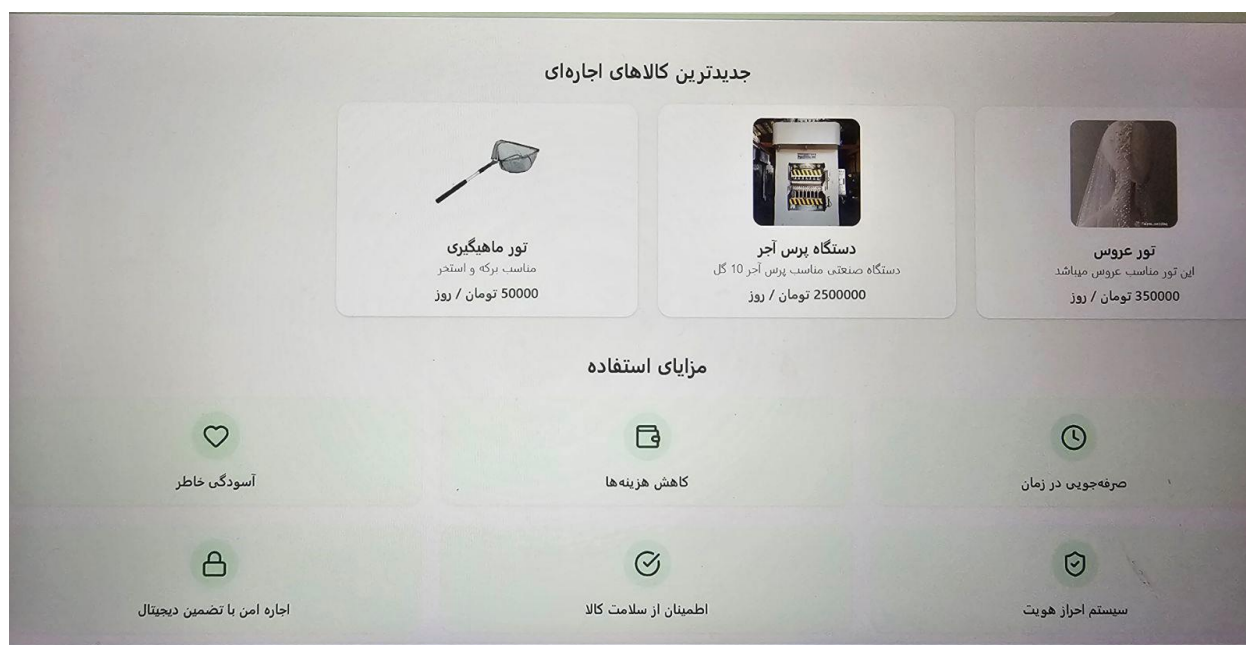 جدیدترین کالاهای اجاره‌ای
تور عروس
این تور مناسب عروس میباشد
350000 تومان / روز
دستگاه پرس آجر
دستگاه صنعتی مناسب پرس آجر 10 گل
2500000 تومان / روز
تور ماهیگیری
مناسب برکه و استخر
50000 تومان / روز
مزایای استفاده
صرفه‌جویی در زمان
کاهش هزینه‌ها
آسودگی خاطر
سیستم احراز هویت
اطمینان از سلامت کالا
اجاره امن با تضمین دیجیتال